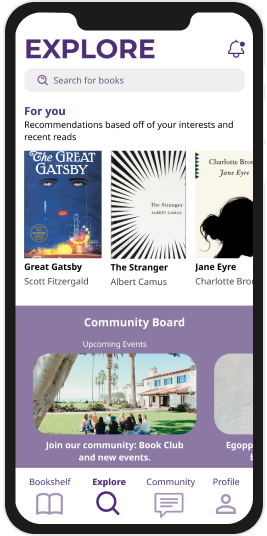 EXPLORE
Search for books
For you
Recommendations based off of your interests and
recent reads
The GREAT
GATSBY
The Stranger
ALBERT CAMUS
Charlotte Bron
Jane Eyre
Great Gatsby
The Stranger
Jane Eyre
Scott Fitzergald
Albert Camus
Charlotte Bron
Community Board
Upcoming Events
Join our community: Book Club
and new events.
Egopp
Bookshelf
Explore
Community
Profile